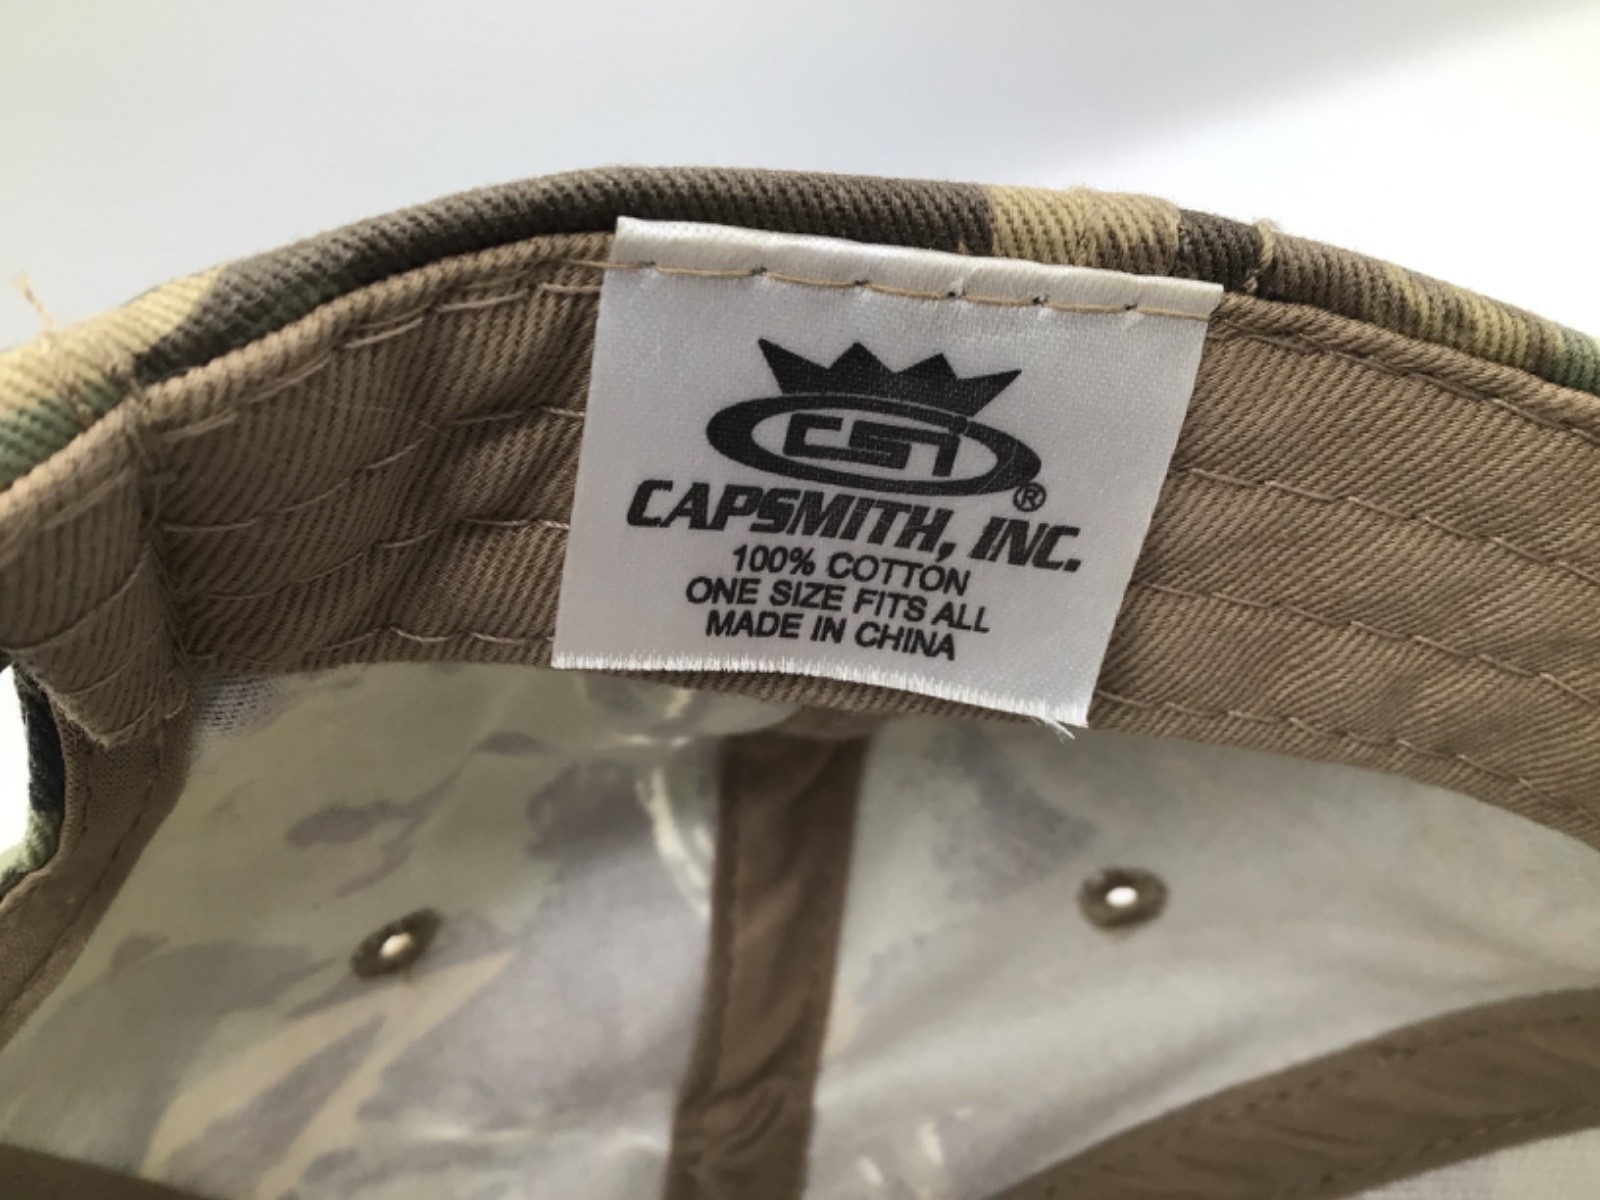 CSI
®
CAPSMITH, INC.
100% COTTON
ONE SIZE FITS ALL
MADE IN CHINA